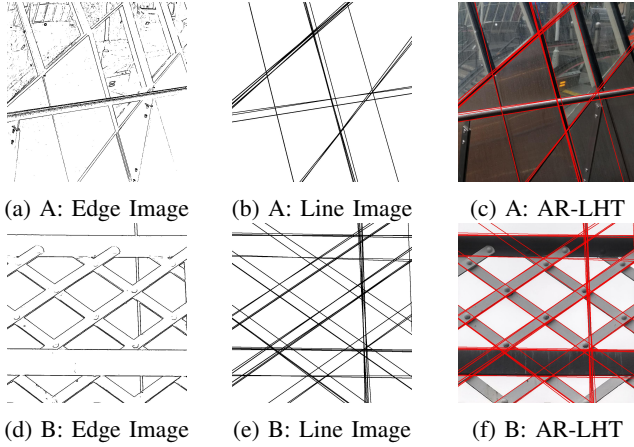 (a) A: Edge Image (b) A: Line Image (c) A: AR-LHT
(d) B: Edge Image (e) B: Line Image (f) B: AR-LHT